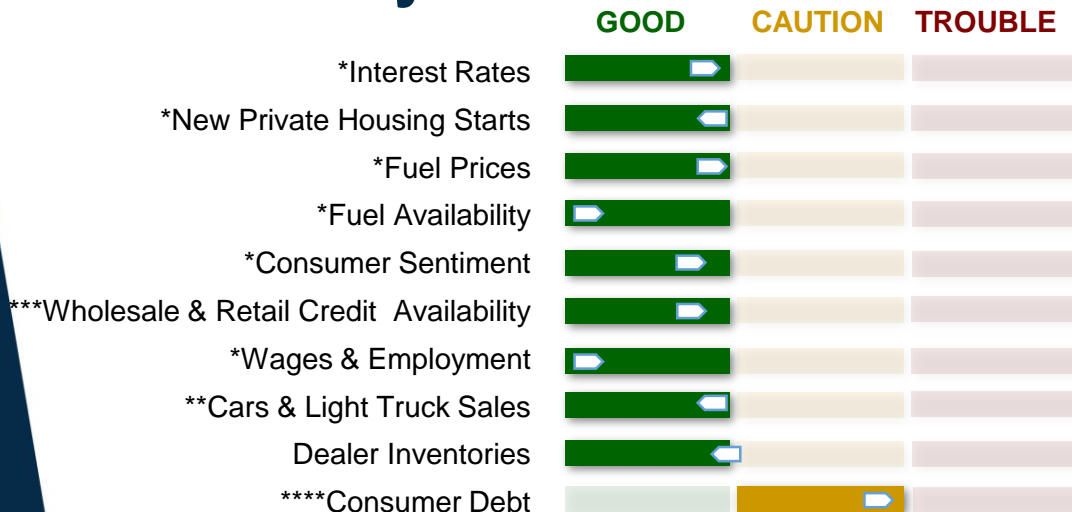 GOOD CAUTION TROUBLE
*Interest Rates
*New Private Housing Starts
*Fuel Prices
*Fuel Availability
*Consumer Sentiment
***Wholesale & Retail Credit Availability
*Wages & Employment
**Cars & Light Truck Sales
Dealer Inventories
****Consumer Debt